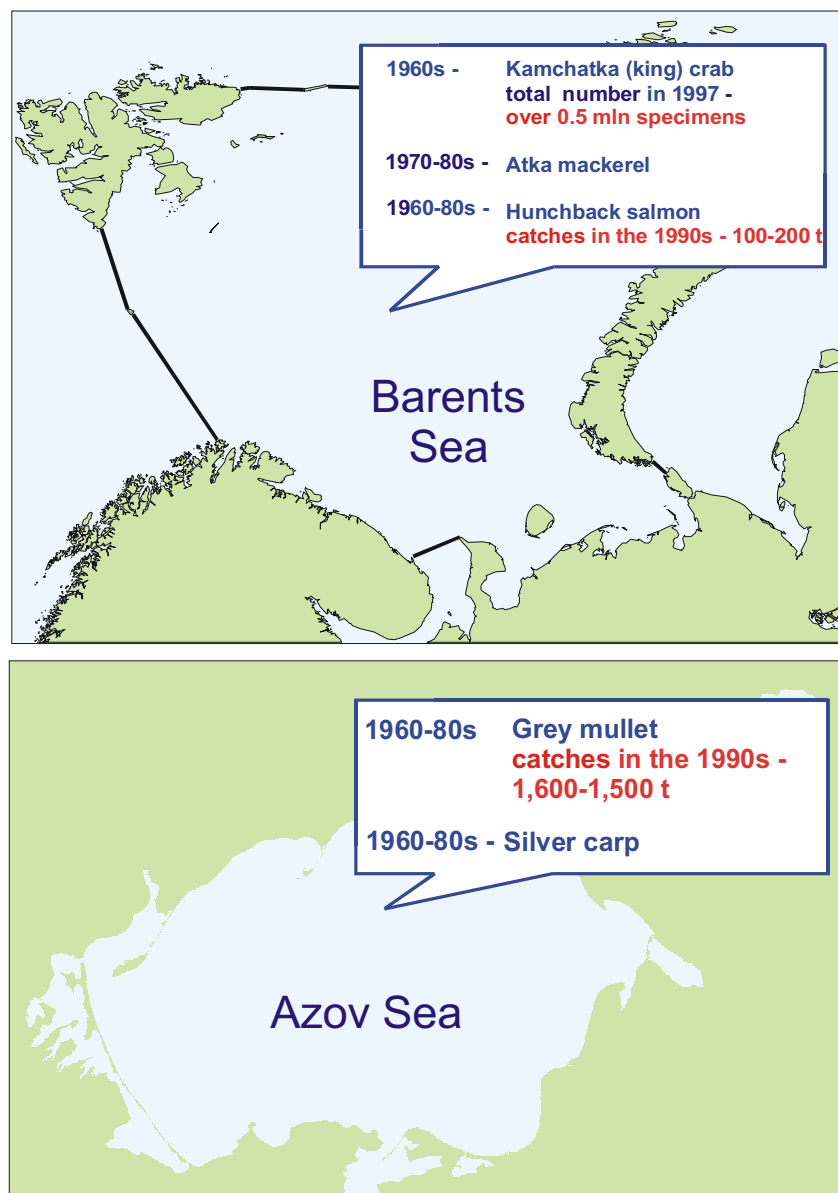 1960s - Kamchatka (king) crab
total number in 1997 -
over 0.5 mln specimens
1970-80s - Atka mackerel
1960-80s - Hunchback salmon
catches in the 1990s - 100-200 t
Barents
Sea
1960-80s Grey mullet
catches in the 1990s -
1,600-1,500 t
1960-80s - Silver carp
Azov Sea